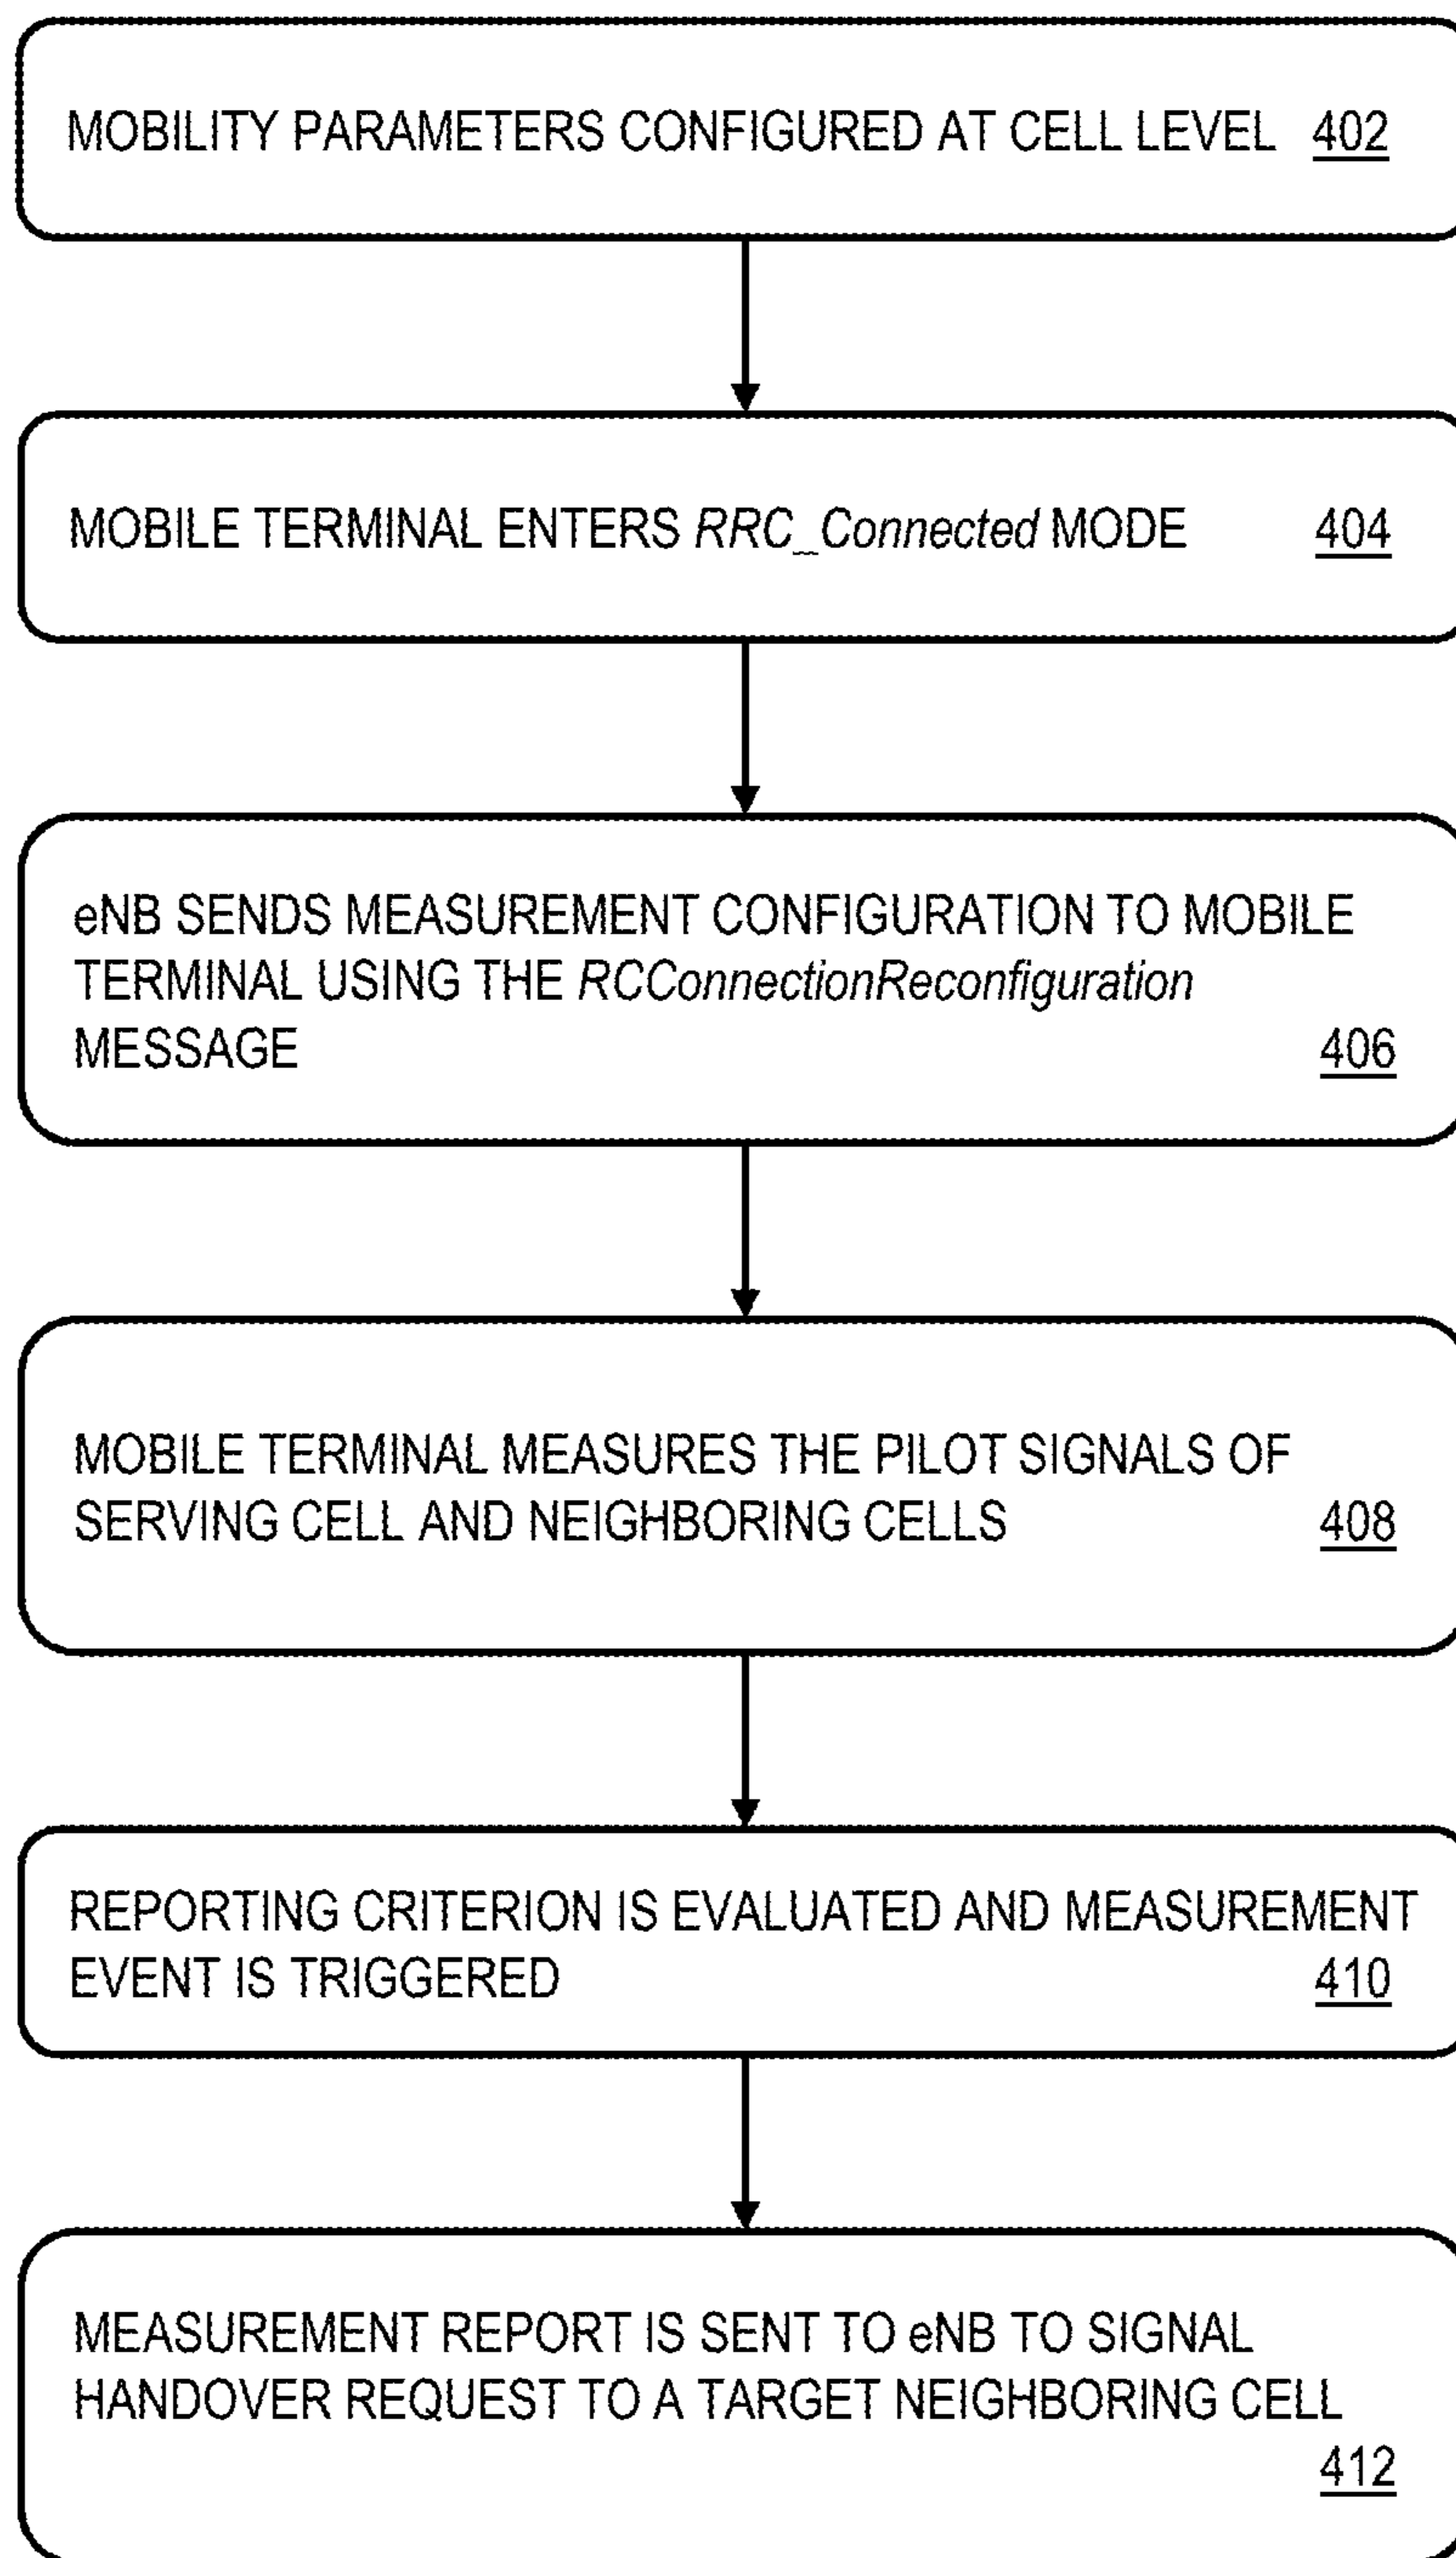 MOBILITY PARAMETERS CONFIGURED AT CELL LEVEL 402
MOBILE TERMINAL ENTERS RRC_Connected MODE 404
eNB SENDS MEASUREMENT CONFIGURATION TO MOBILE
TERMINAL USING THE RCConnectionReconfiguration
MESSAGE 406
MOBILE TERMINAL MEASURES THE PILOT SIGNALS OF
SERVING CELL AND NEIGHBORING CELLS 408
REPORTING CRITERION IS EVALUATED AND MEASUREMENT
EVENT IS TRIGGERED 410
MEASUREMENT REPORT IS SENT TO eNB TO SIGNAL
HANDOVER REQUEST TO A TARGET NEIGHBORING CELL
412